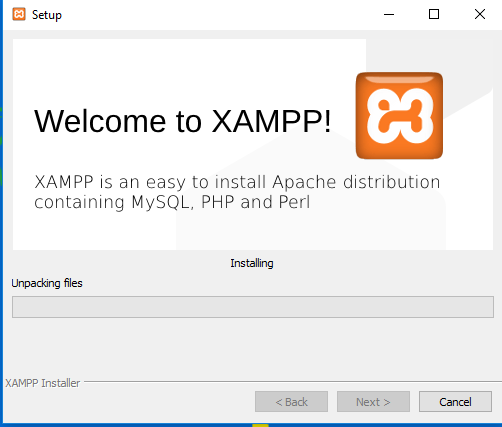 Setup
Welcome to XAMPP!
XAMPP is an easy to install Apache distribution
containing MySQL, PHP and Perl
Installing
Unpacking files
XAMPP Installer
< Back
Next >
Cancel